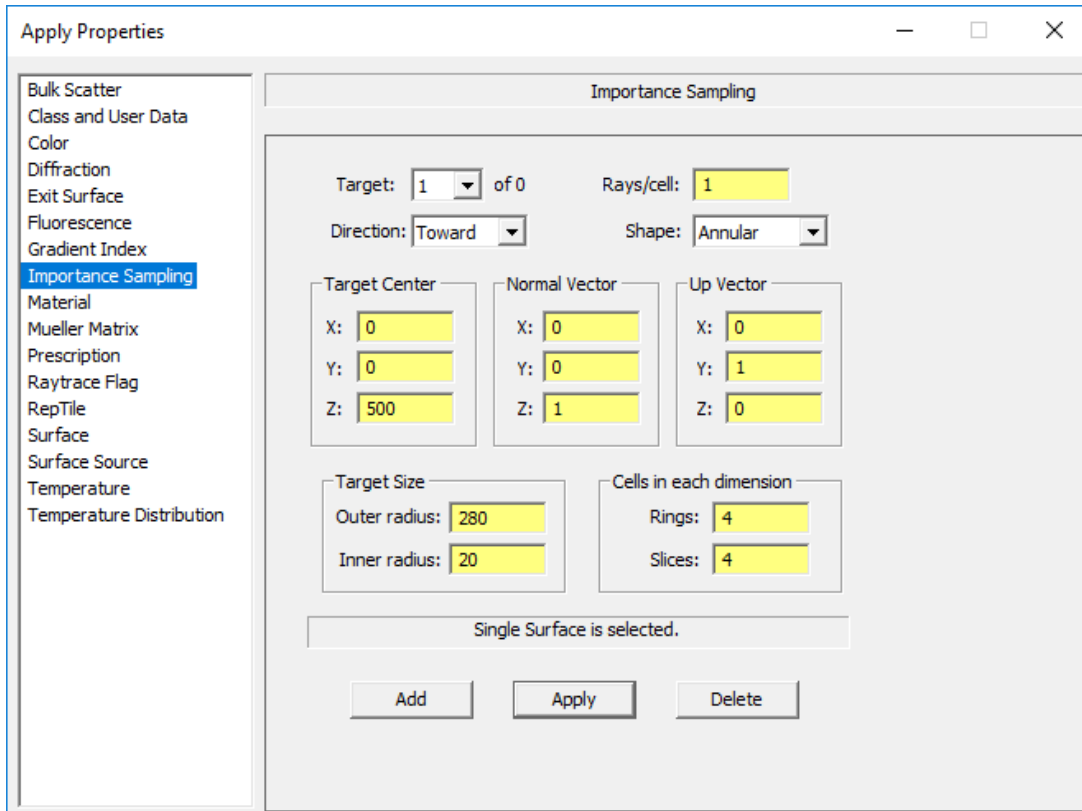 Apply Properties
Bulk Scatter
Class and User Data
Color
Diffraction
Exit Surface
Fluorescence
Gradient Index
Importance Sampling
Material
Mueller Matrix
Prescription
Raytrace Flag
RepTile
Surface
Surface Source
Temperature
Temperature Distribution
Importance Sampling
Target: 1 of 0 Rays/cell: 1
Direction: Toward Shape: Annular
Target Center Normal Vector Up Vector
X: 0 X: 0 X: 0
Y: 0 Y: 0 Y: 1
Z: 500 Z: 1 Z: 0
Target Size Cells in each dimension
Outer radius: 280 Rings: 4
Inner radius: 20 Slices: 4
Single Surface is selected.
Add Apply Delete